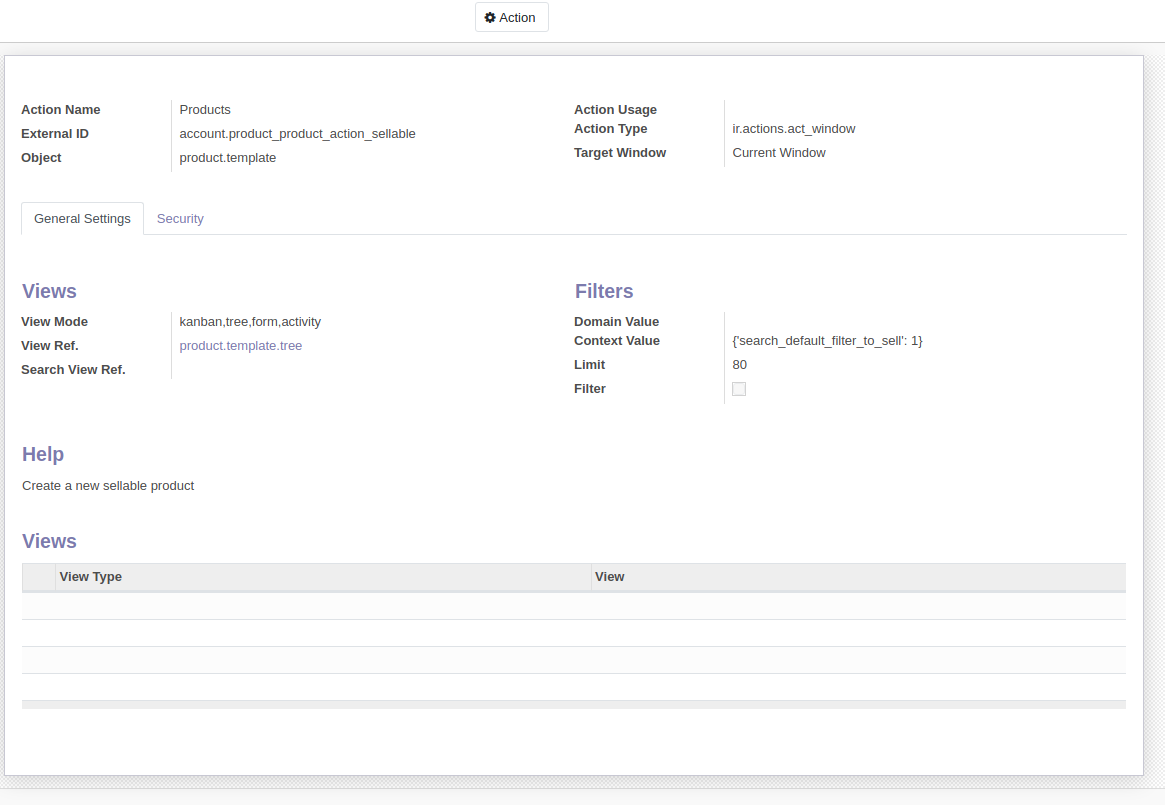 Action
Action Name Products
External ID account.product_product_action_sellable
Object product.template
Action Usage
Action Type ir.actions.act_window
Target Window Current Window
General Settings Security
Views
View Mode kanban,tree,form,activity
View Ref. product.template.tree
Search View Ref.
Filters
Domain Value
Context Value {'search_default_filter_to_sell': 1}
Limit 80
Filter
Help
Create a new sellable product
Views
View Type View